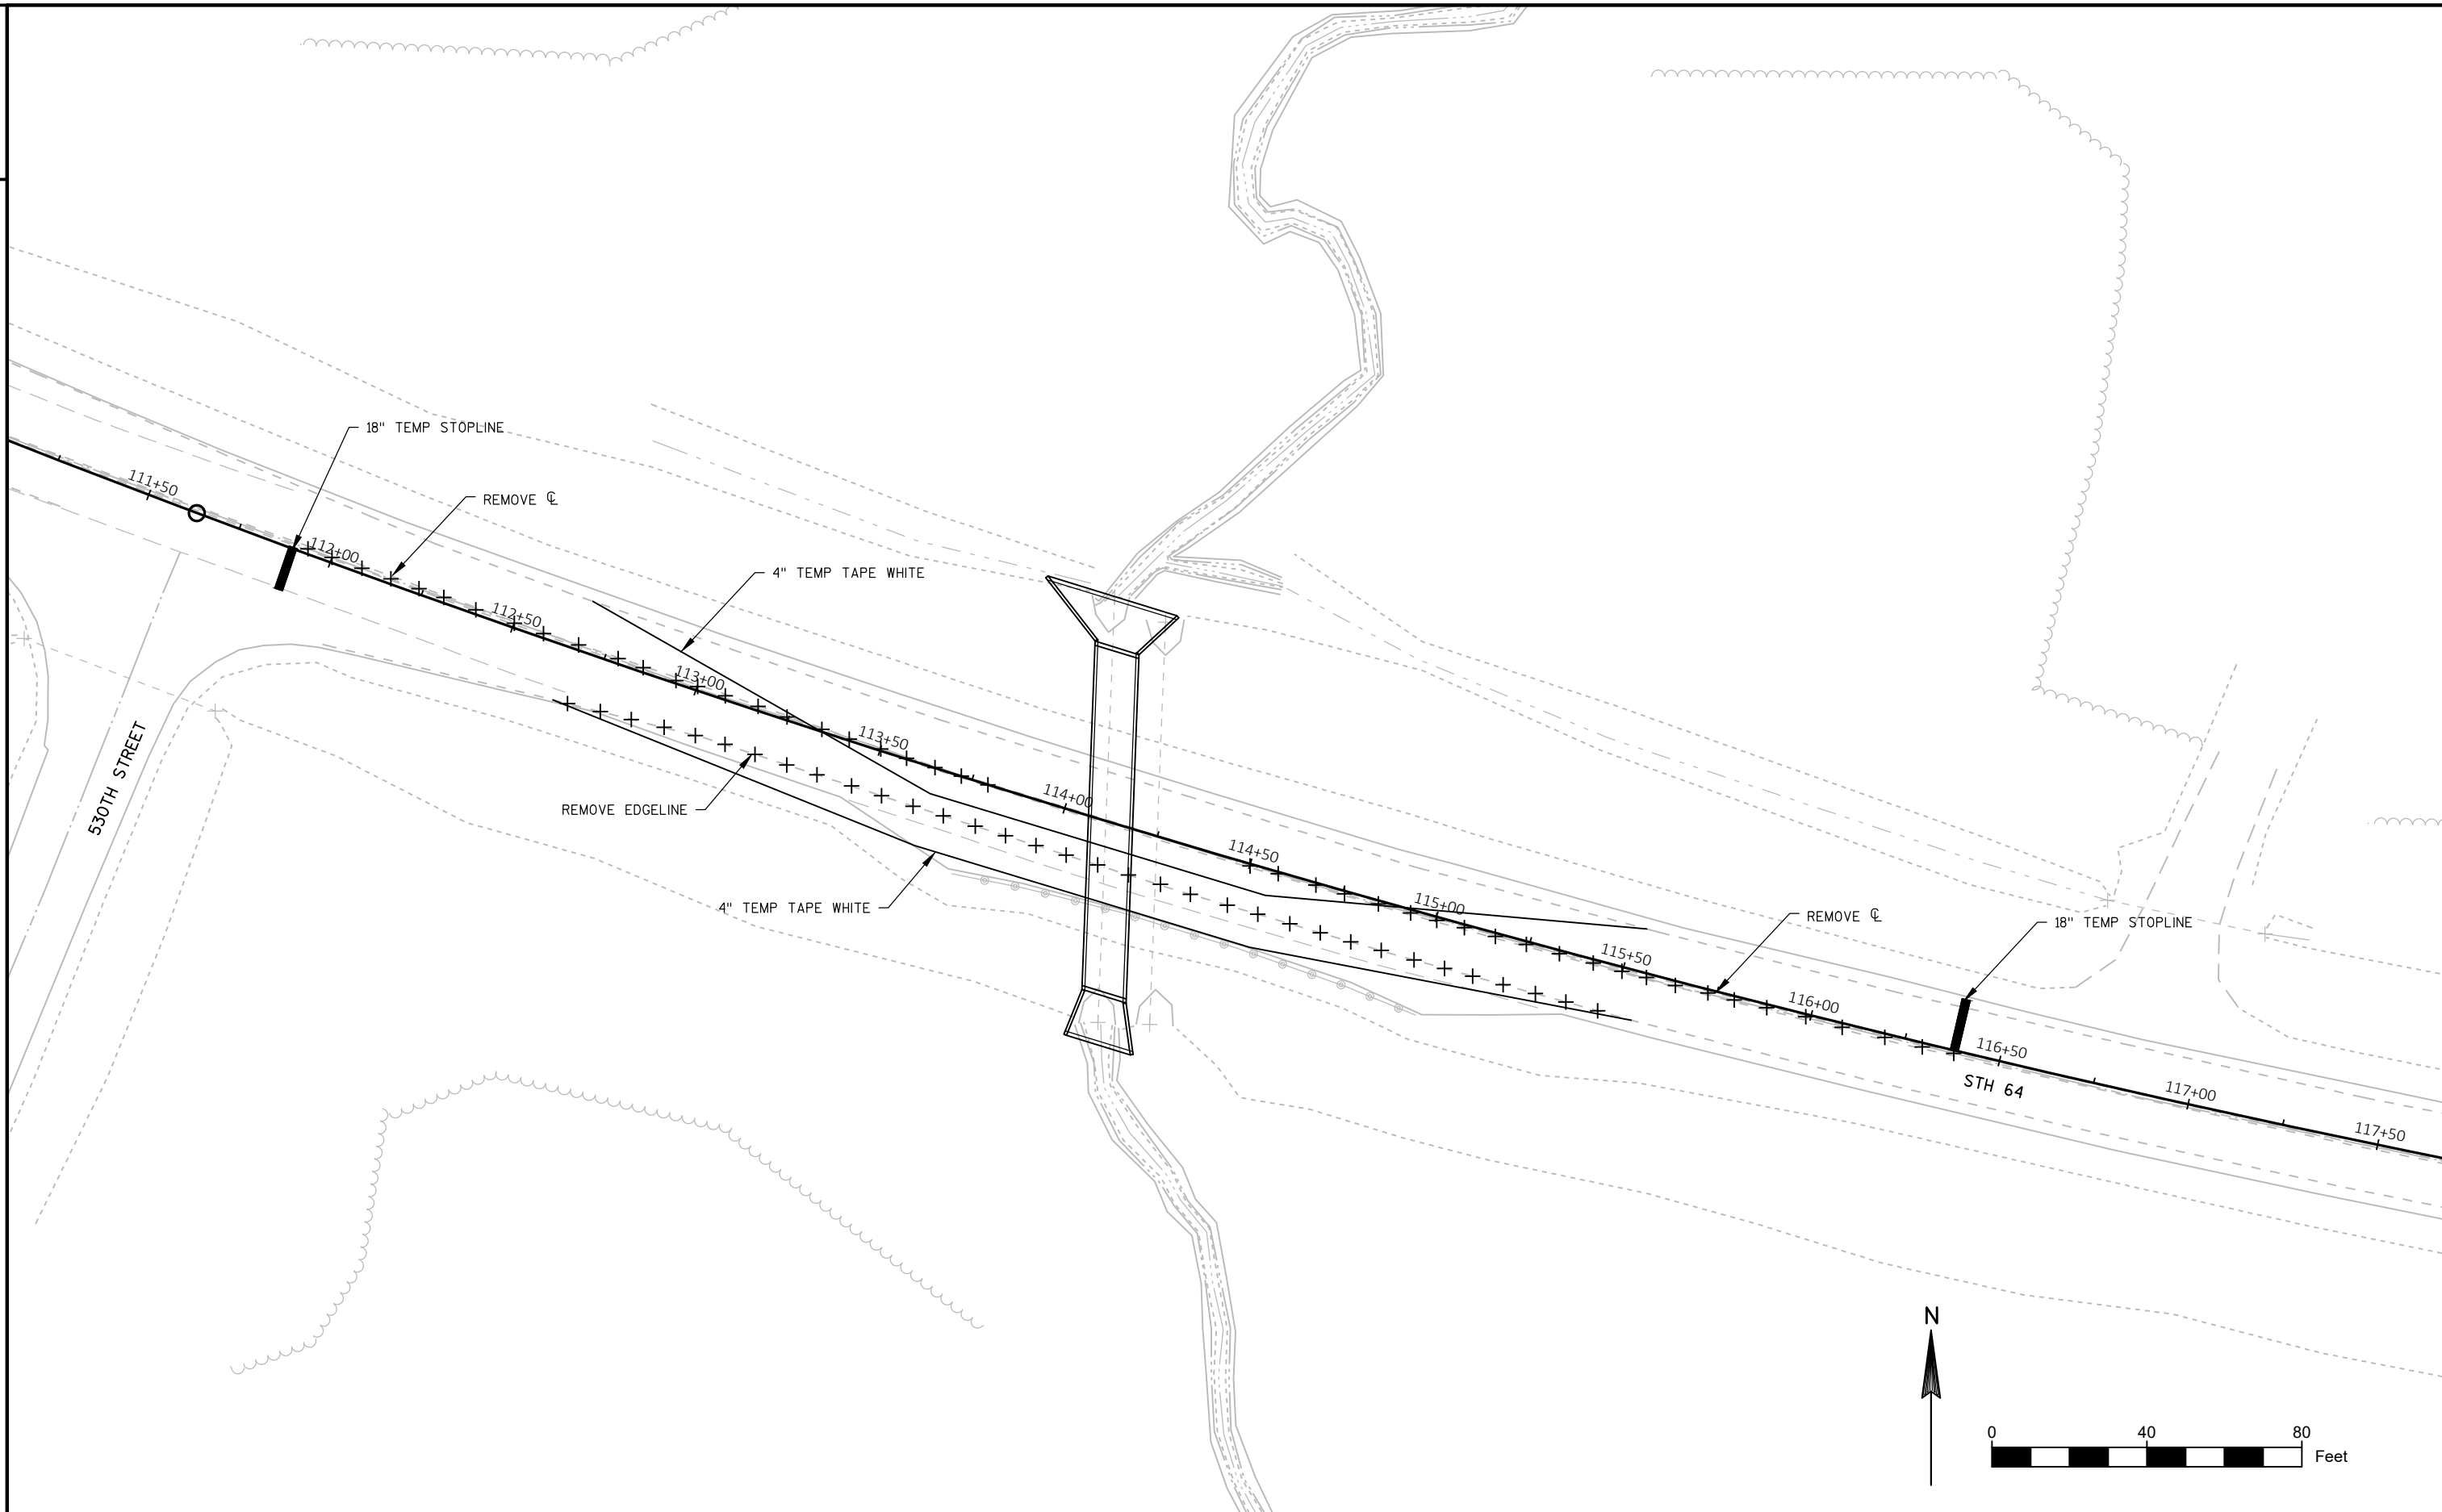 18" TEMP STOPLINE
111+50
REMOVE ℄
112+00
4" TEMP TAPE WHITE
112+50
113+00
530TH STREET
113+50
REMOVE EDGELINE
114+00
114+50
4" TEMP TAPE WHITE
115+00
REMOVE ℄
18" TEMP STOPLINE
115+50
116+00
116+50
STH 64
117+00
117+50
N
0 40 80
Feet